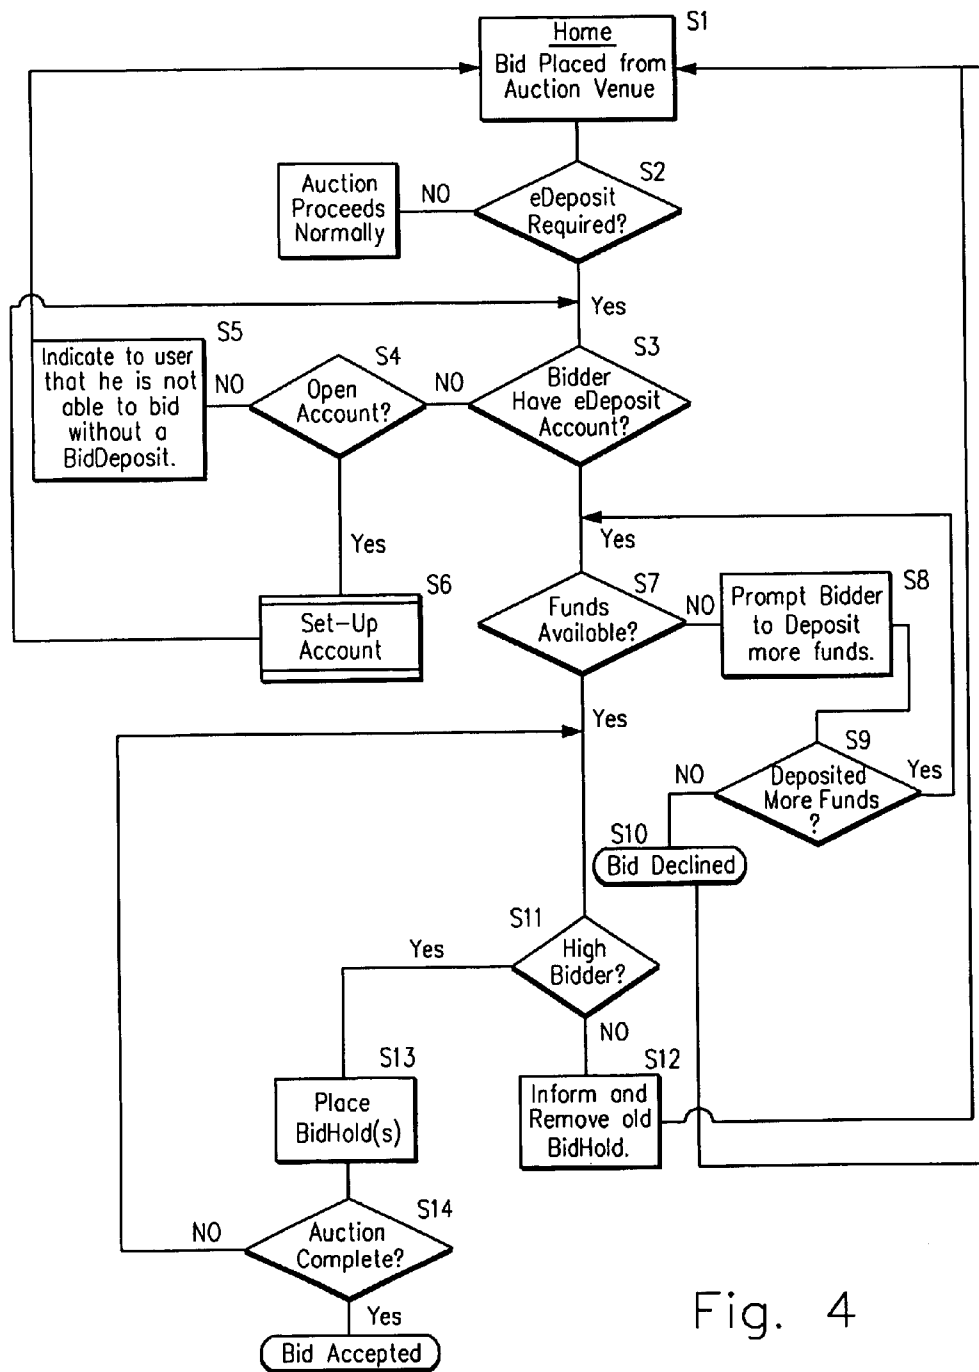 S1
Home
Bid Placed from
Auction Venue
S2
eDeposit
Required?
NO
Auction
Proceeds
Normally
Yes
S3
Bidder
Have eDeposit
Account?
NO
S4
Open
Account?
NO
S5
Indicate to user
that he is not
able to bid
without a
BidDeposit.
Yes
S6
Set-Up
Account
Yes
S7
Funds
Available?
NO
S8
Prompt Bidder
to Deposit
more funds.
Yes
S9
Deposited
More Funds
?
Yes
NO
S10
Bid Declined
S11
High
Bidder?
Yes
NO
S12
Inform and
Remove old
BidHold.
S13
Place
BidHold(s)
S14
Auction
Complete?
NO
Yes
Bid Accepted
Fig. 4